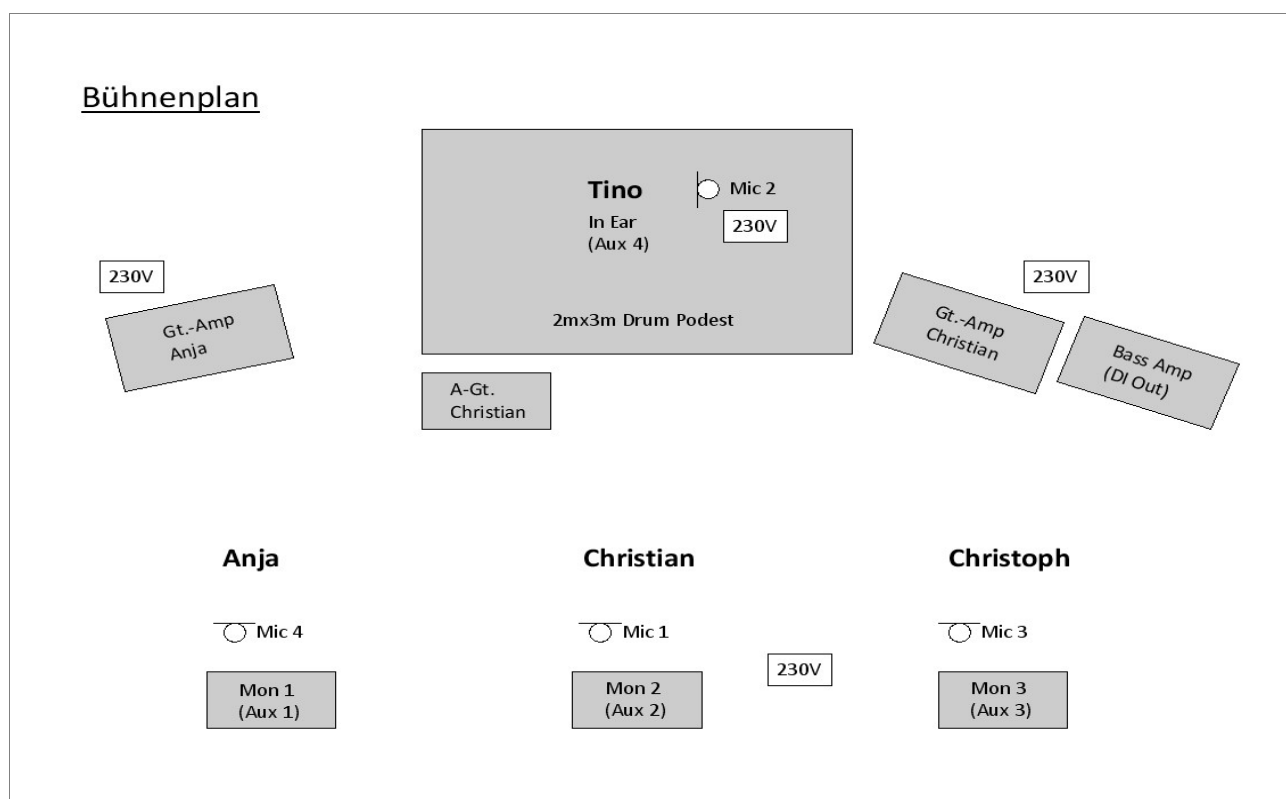 Bühnenplan
Tino
Mic 2
In Ear
(Aux 4)
230V
2mx3m Drum Podest
230V
Gt.-Amp
Anja
230V
Gt.-Amp
Christian
Bass Amp
(DI Out)
A-Gt.
Christian
Anja
Christian
Christoph
Mic 4
Mic 1
Mic 3
230V
Mon 1
(Aux 1)
Mon 2
(Aux 2)
Mon 3
(Aux 3)